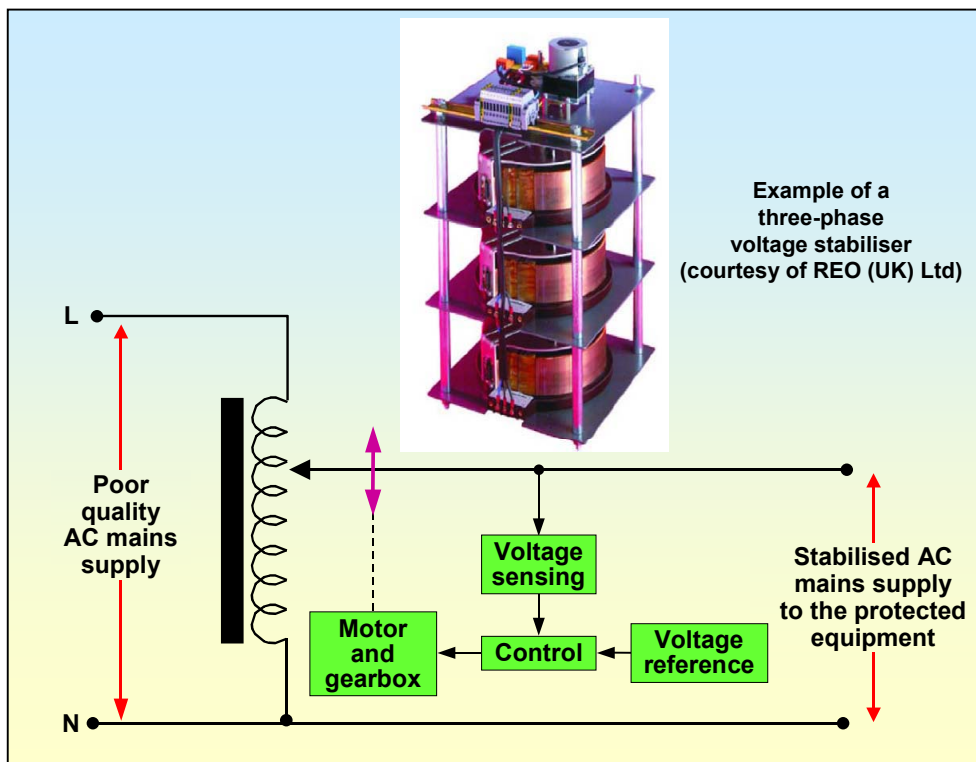 Example of a
three-phase
voltage stabiliser
(courtesy of REO (UK) Ltd)
L
Poor
quality
AC mains
supply
Voltage
sensing
Stabilised AC
mains supply
to the protected
equipment
Motor
and
gearbox
Control
Voltage
reference
N